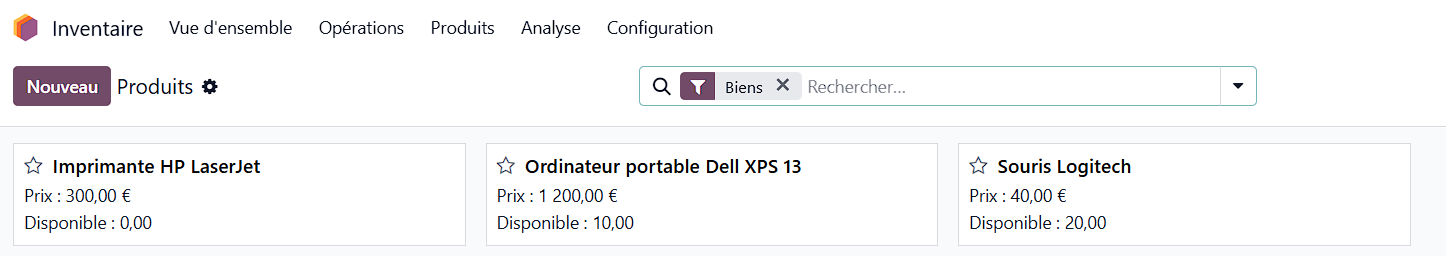 Inventaire Vue d'ensemble Opérations Produits Analyse Configuration
Nouveau Produits Biens Rechercher...
Imprimante HP LaserJet
Prix : 300,00 €
Disponible : 0,00
Ordinateur portable Dell XPS 13
Prix : 1 200,00 €
Disponible : 10,00
Souris Logitech
Prix : 40,00 €
Disponible : 20,00